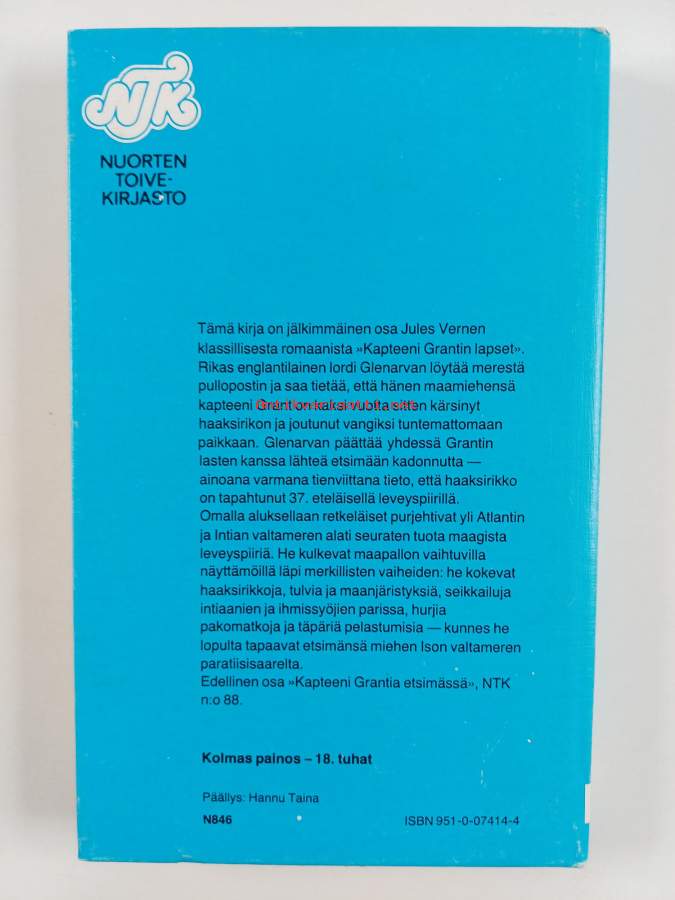 NTK
NUORTEN
TOIVE-
KIRJASTO
Tämä kirja on jälkimmäinen osa Jules Vernen
klassillisesta romaanista »Kapteeni Grantin lapset».
Rikas englantilainen lordi Glenarvan löytää merestä
pullopostin ja saa tietää, että hänen maamiehensä
kapteeni Grant on kaksi vuotta sitten kärsinyt
haaksirikon ja joutunut vangiksi tuntemattomaan
paikkaan. Glenarvan päättää yhdessä Grantin
lasten kanssa lähteä etsimään kadonnutta —
ainoana varmana tienviittana tieto, että haaksirikko
on tapahtunut 37. eteläisellä leveyspiirillä.
Omalla aluksellaan retkeläiset purjehtivat yli Atlantin
ja Intian valtameren alati seuraten tuota maagista
leveyspiiriä. He kulkevat maapallon vaihtuvilla
näyttämöillä läpi merkillisten vaiheiden: he kokevat
haaksirikkoja, tulvia ja maanjäristyksiä, seikkailuja
intiaanien ja ihmissyöjien parissa, hurjia
pakomatkoja ja täpäriä pelastumisia — kunnes he
lopulta tapaavat etsimänsä miehen Ison valtameren
paratiisisaarelta.
Edellinen osa »Kapteeni Grantia etsimässä», NTK
n:o 88.
Kolmas painos – 18. tuhat
Päällys: Hannu Taina
N846 ISBN 951-0-07414-4